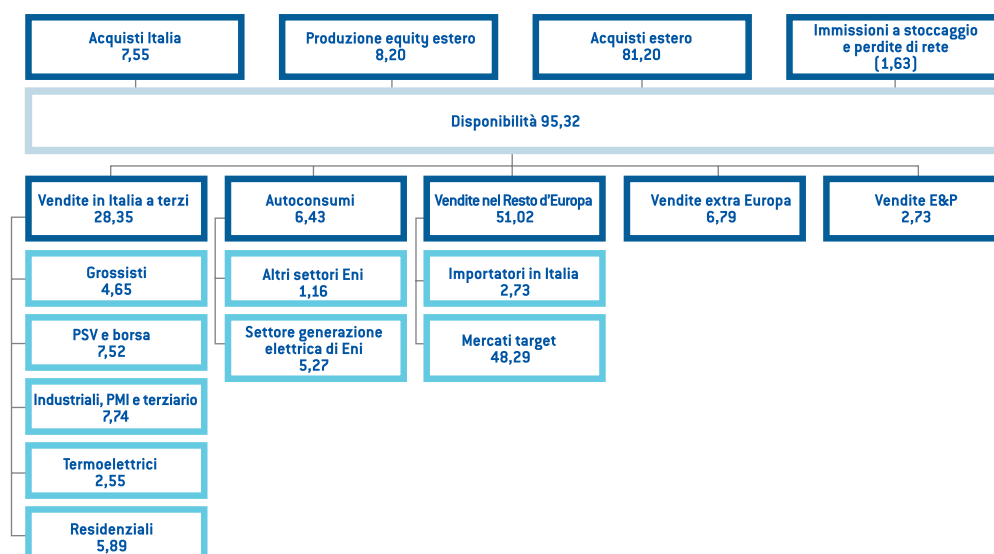 Acquisti Italia
7,55
Produzione equity estero
8,20
Acquisti estero
81,20
Immissioni a stoccaggio
e perdite di rete
(1,63)
Disponibilità 95,32
Vendite in Italia a terzi
28,35
Autoconsumi
6,43
Vendite nel Resto d'Europa
51,02
Vendite extra Europa
6,79
Vendite E&P
2,73
Grossisti
4,65
Altri settori Eni
1,16
Importatori in Italia
2,73
PSV e borsa
7,52
Settore generazione
elettrica di Eni
5,27
Mercati target
48,29
Industriali, PMI e terziario
7,74
Termoelettrici
2,55
Residenziali
5,89